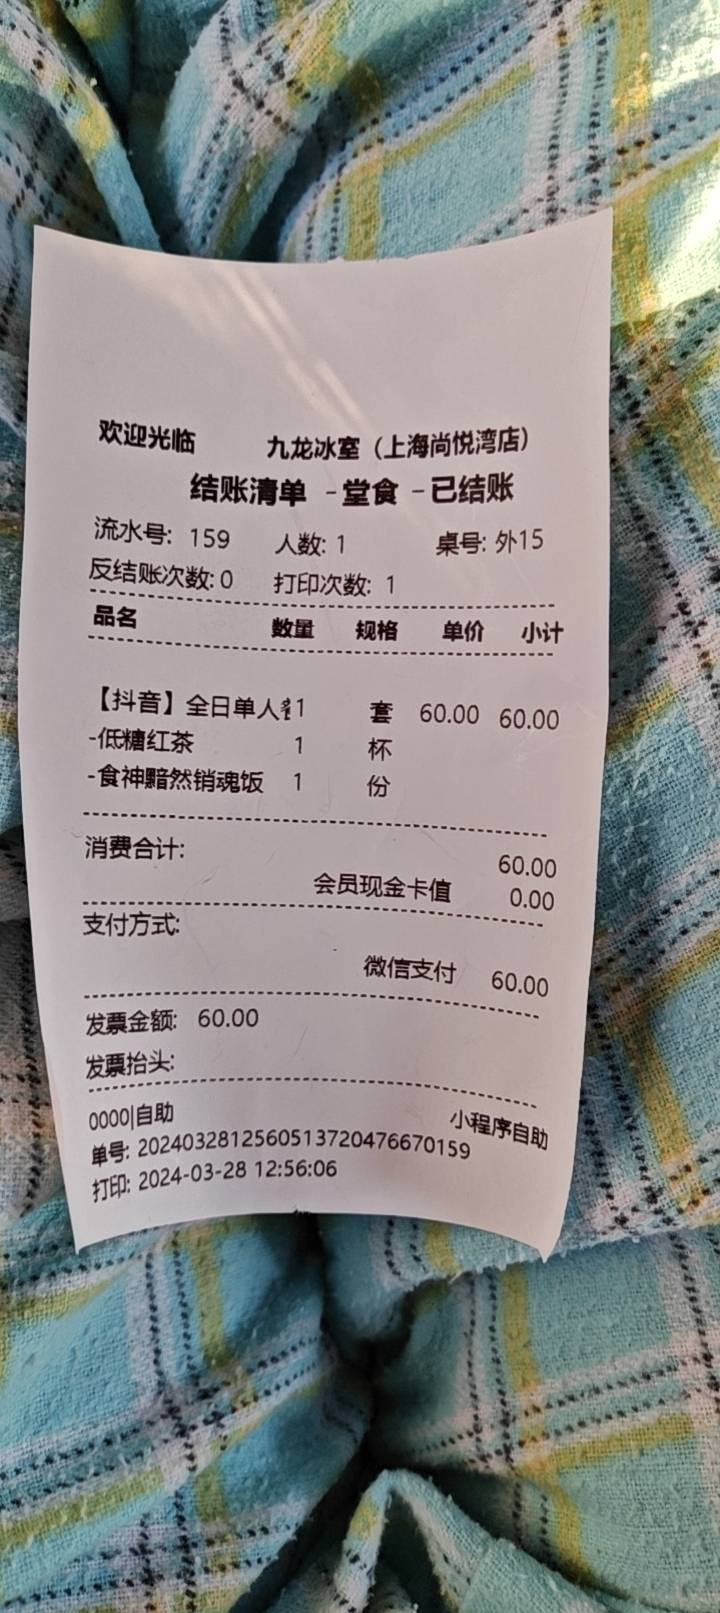 欢迎光临 九龙冰室（上海尚悦湾店）
结账清单 -堂食 -已结账
流水号: 159 人数: 1 桌号: 外15
反结账次数: 0 打印次数: 1
品名 数量 规格 单价 小计
【抖音】全日单人 1 套 60.00 60.00
-低糖红茶 1 杯
-食神黯然销魂饭 1 份
消费合计: 60.00
会员现金卡值 0.00
支付方式:
微信支付 60.00
发票金额: 60.00
发票抬头:
0000|自助 小程序自助
单号: 20240328125605137204766​70159
打印: 2024-03-28 12:56:06